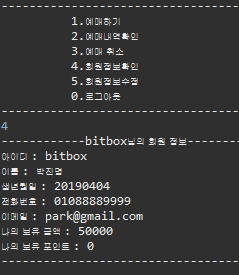 --------------------------------
1.예매하기
2.예매내역확인
3.예매 취소
4.회원정보확인
5.회원정보수정
0.로그아웃
--------------------------------
4
------------bitbox님의 회원 정보-----------
아이디 : bitbox
이름 : 박진영
생년월일 : 20190404
전화번호 : 01088889999
이메일 : park@gmail.com
나의 보유 금액 : 50000
나의 보유 포인트 : 0
--------------------------------